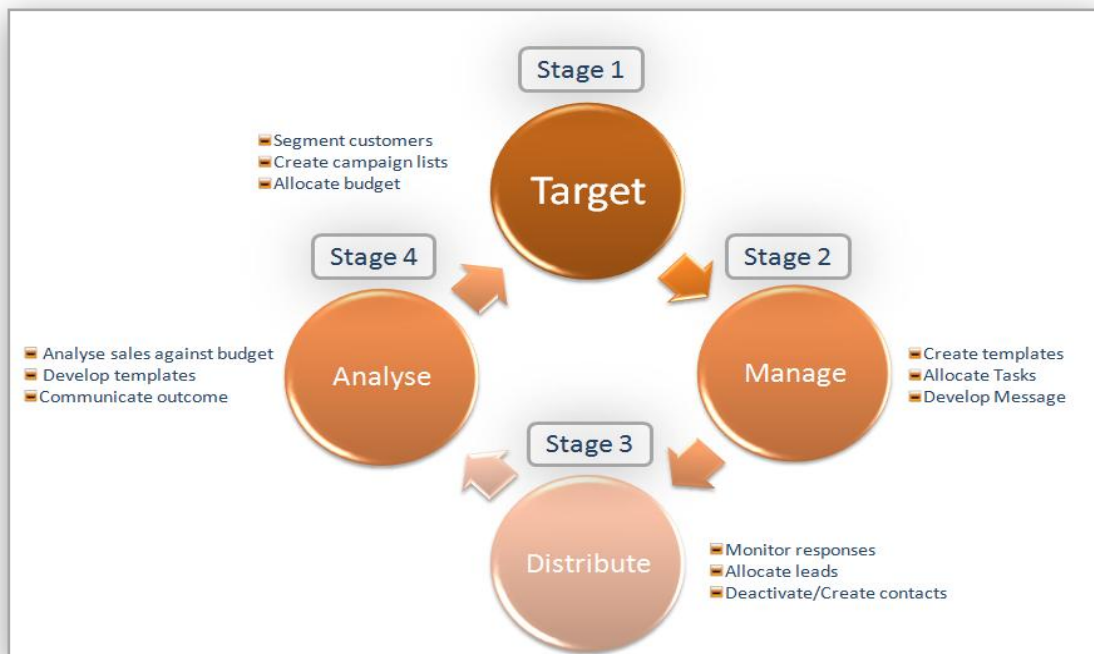 Stage 1
Target
Segment customers
Create campaign lists
Allocate budget
Stage 2
Manage
Create templates
Allocate Tasks
Develop Message
Stage 3
Distribute
Monitor responses
Allocate leads
Deactivate/Create contacts
Stage 4
Analyse
Analyse sales against budget
Develop templates
Communicate outcome